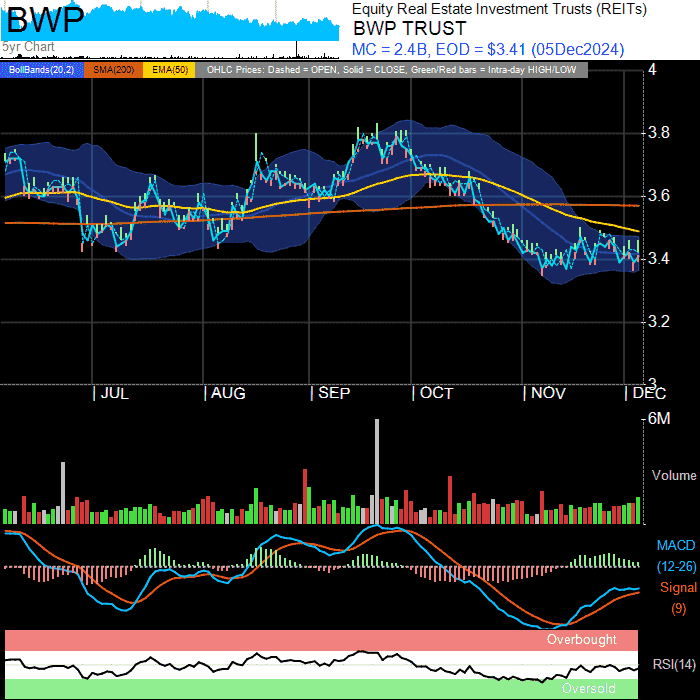 BWP
5yr Chart
Equity Real Estate Investment Trusts (REITs)
BWP TRUST
MC = 2.4B, EOD = $3.41 (05Dec2024)
BollBands(20,2) SMA(200) EMA(50) OHLC Prices: Dashed = OPEN, Solid = CLOSE, Green/Red bars = Intra-day HIGH/LOW
4
3.8
3.6
3.4
3.2
3
| JUL | AUG | SEP | OCT | NOV | DEC
6M
Volume
MACD
(12-26)
Signal
(9)
Overbought
RSI(14)
Oversold